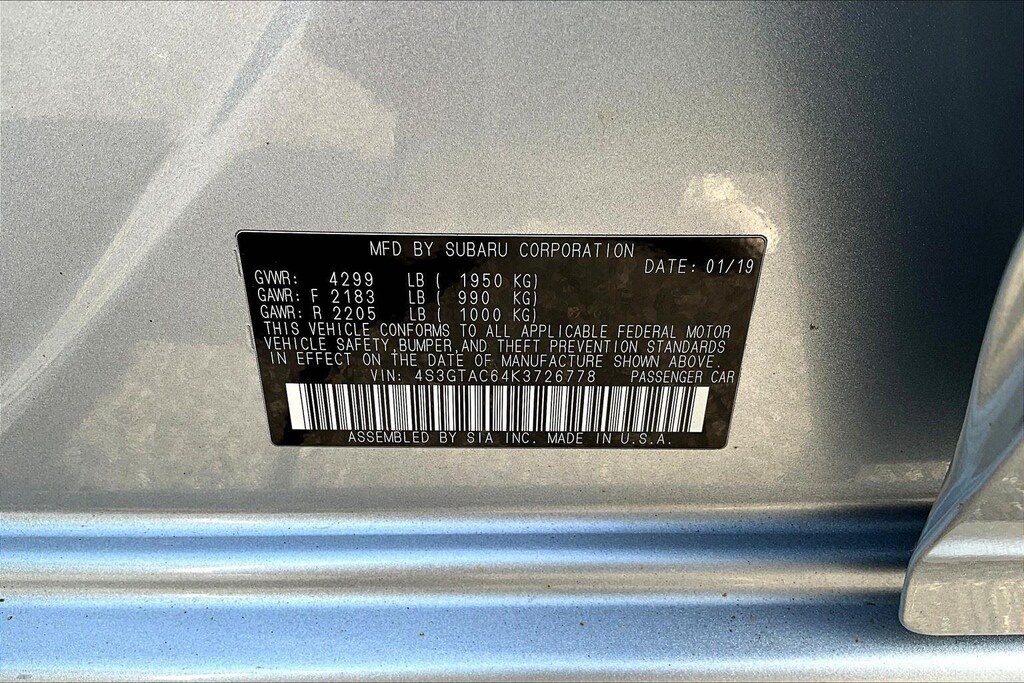 MFD BY SUBARU CORPORATION
DATE: 01/19
GVWR: 4299 LB ( 1950 KG)
GAWR: F 2183 LB ( 990 KG)
GAWR: R 2205 LB ( 1000 KG)
THIS VEHICLE CONFORMS TO ALL APPLICABLE FEDERAL MOTOR
VEHICLE SAFETY, BUMPER, AND THEFT PREVENTION STANDARDS
IN EFFECT ON THE DATE OF MANUFACTURE SHOWN ABOVE.
VIN: 4S3GTAC64K3726778 PASSENGER CAR
ASSEMBLED BY SIA INC. MADE IN U.S.A.